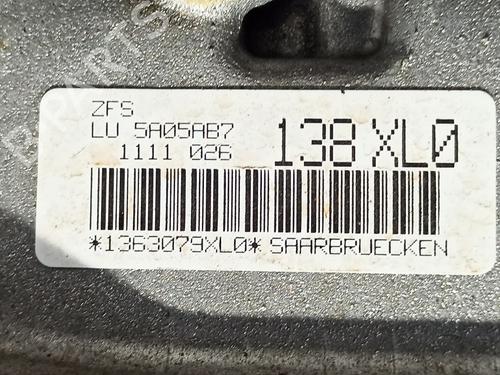 ZFS
LU 5A05AB7
1111 026
138 XL0
*1363079XL0* SAARBRUECKEN